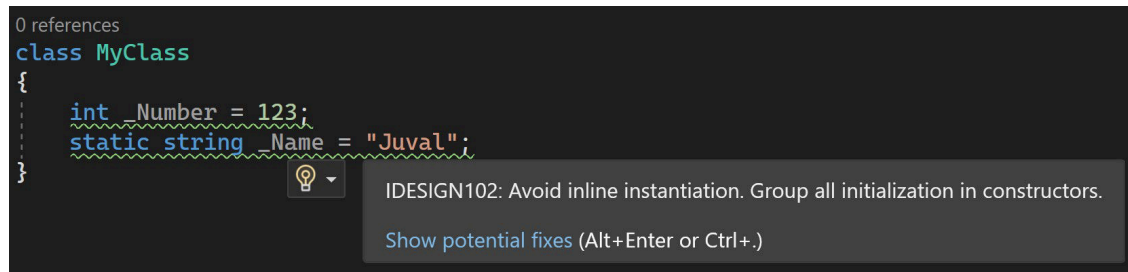 0 references
class MyClass
{
int _Number = 123;
static string _Name = "Juval";
}
IDESIGN102: Avoid inline instantiation. Group all initialization in constructors.
Show potential fixes (Alt+Enter or Ctrl+.)